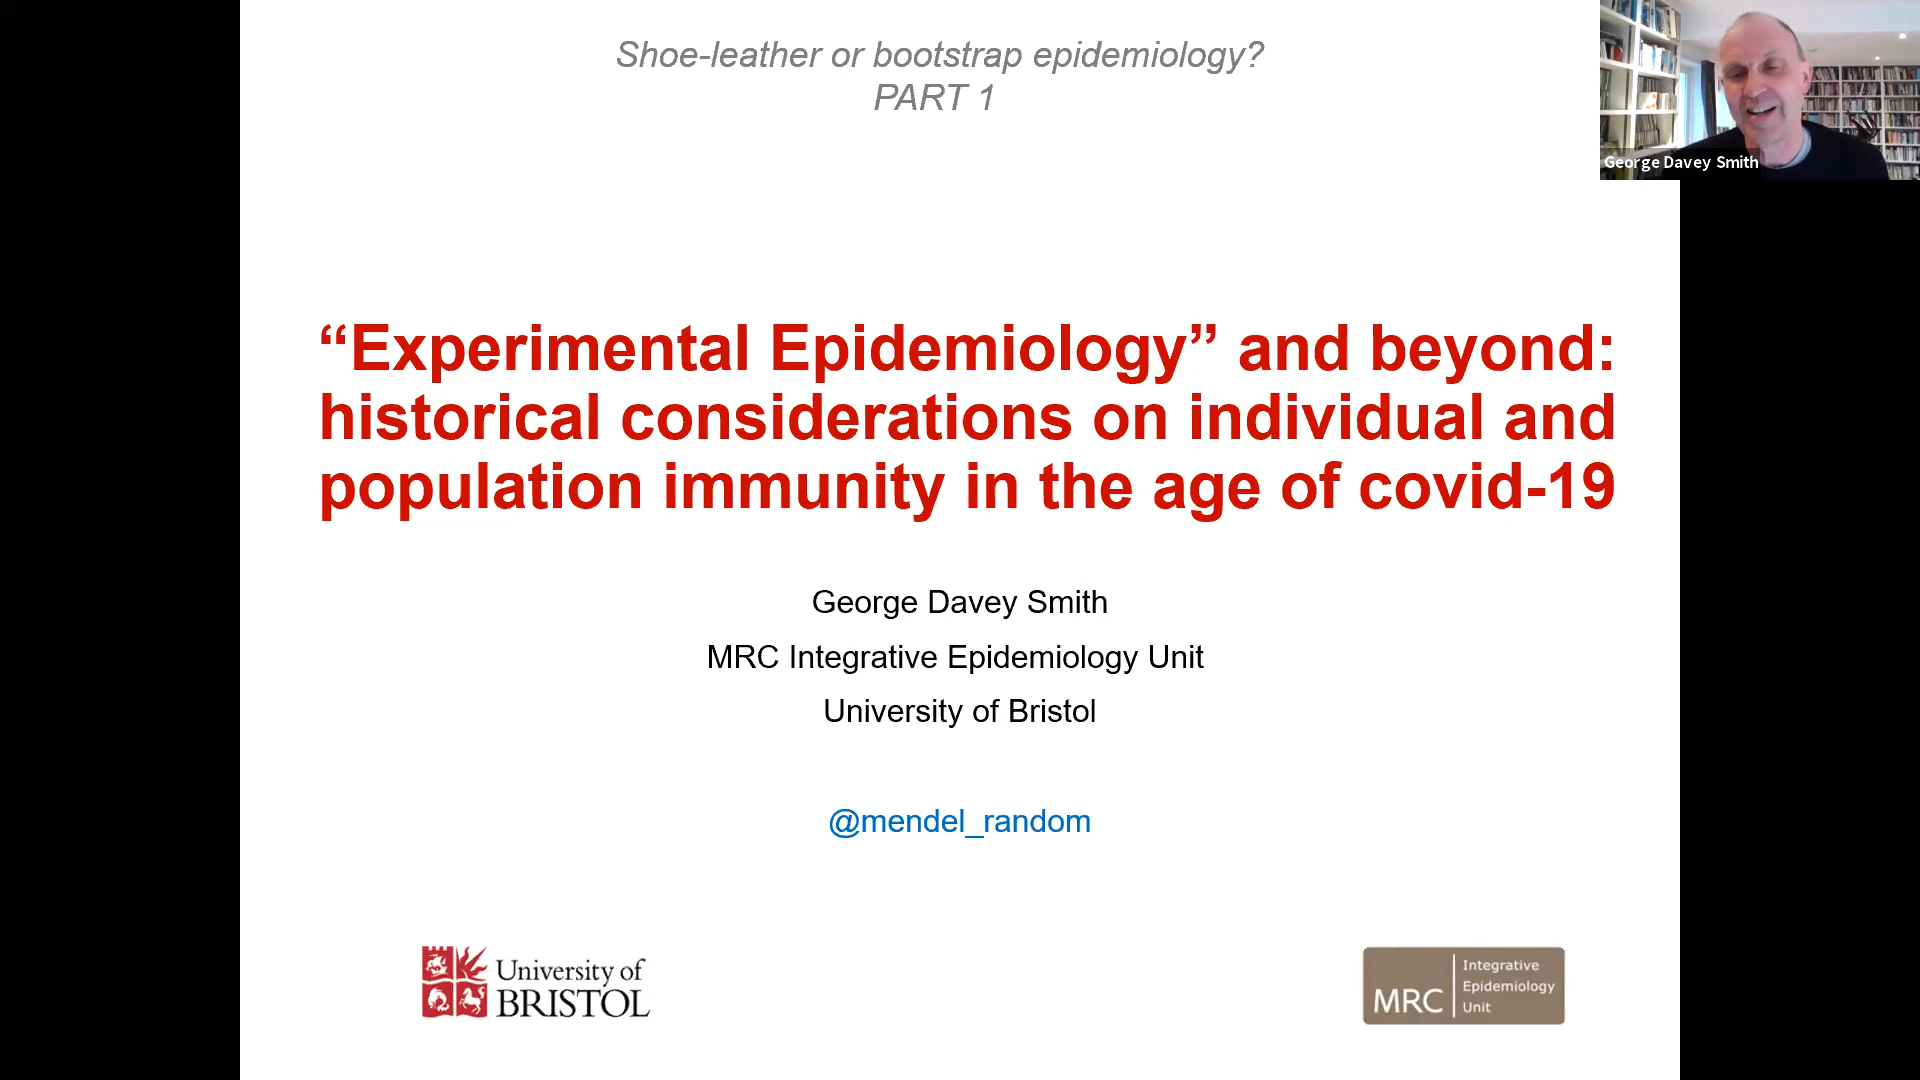 Shoe-leather or bootstrap epidemiology?
PART 1
George Davey Smith
“Experimental Epidemiology” and beyond:
historical considerations on individual and
population immunity in the age of covid-19
George Davey Smith
MRC Integrative Epidemiology Unit
University of Bristol
@mendel_random
University of
BRISTOL
MRC
Integrative
Epidemiology
Unit